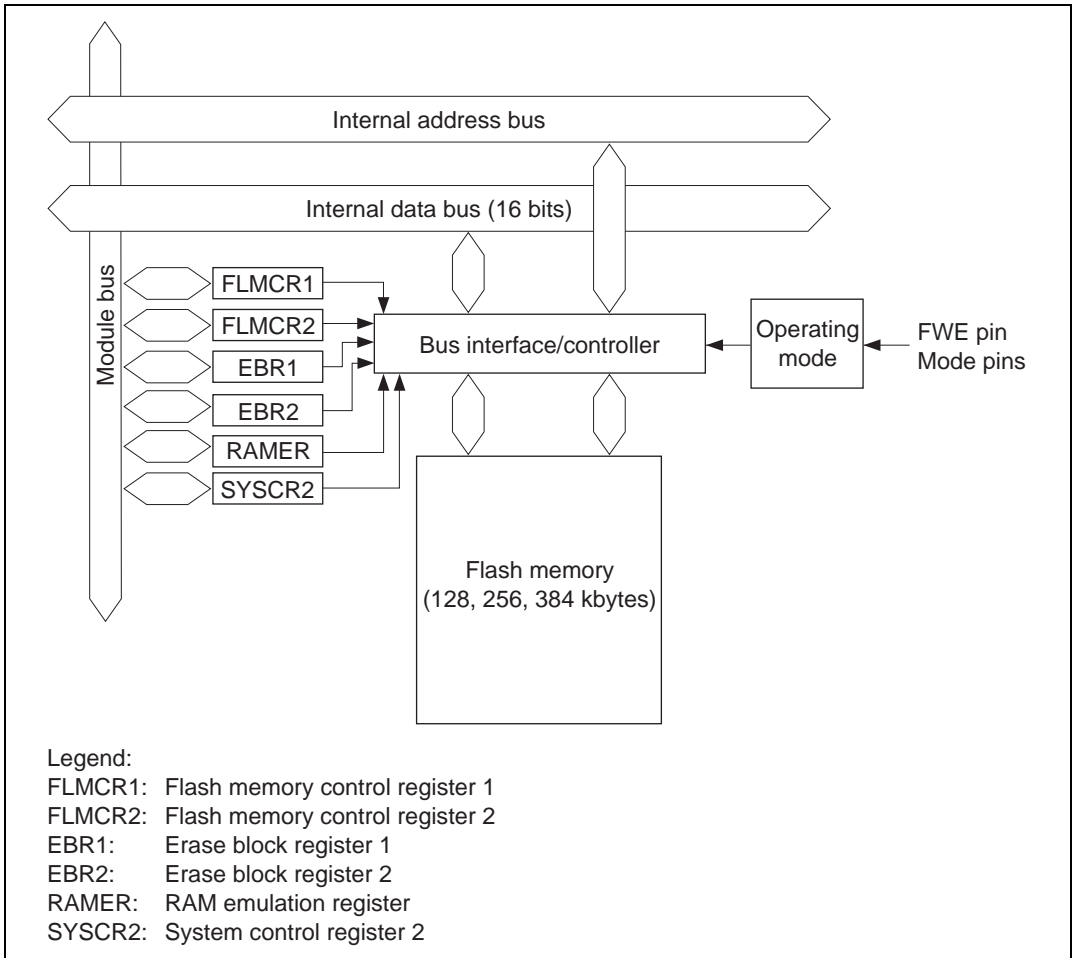 Internal address bus
Internal data bus (16 bits)
Module bus
FLMCR1
FLMCR2
EBR1
EBR2
RAMER
SYSCR2
Bus interface/controller
Operating
mode
FWE pin
Mode pins
Flash memory
(128, 256, 384 kbytes)
Legend:
FLMCR1: Flash memory control register 1
FLMCR2: Flash memory control register 2
EBR1: Erase block register 1
EBR2: Erase block register 2
RAMER: RAM emulation register
SYSCR2: System control register 2